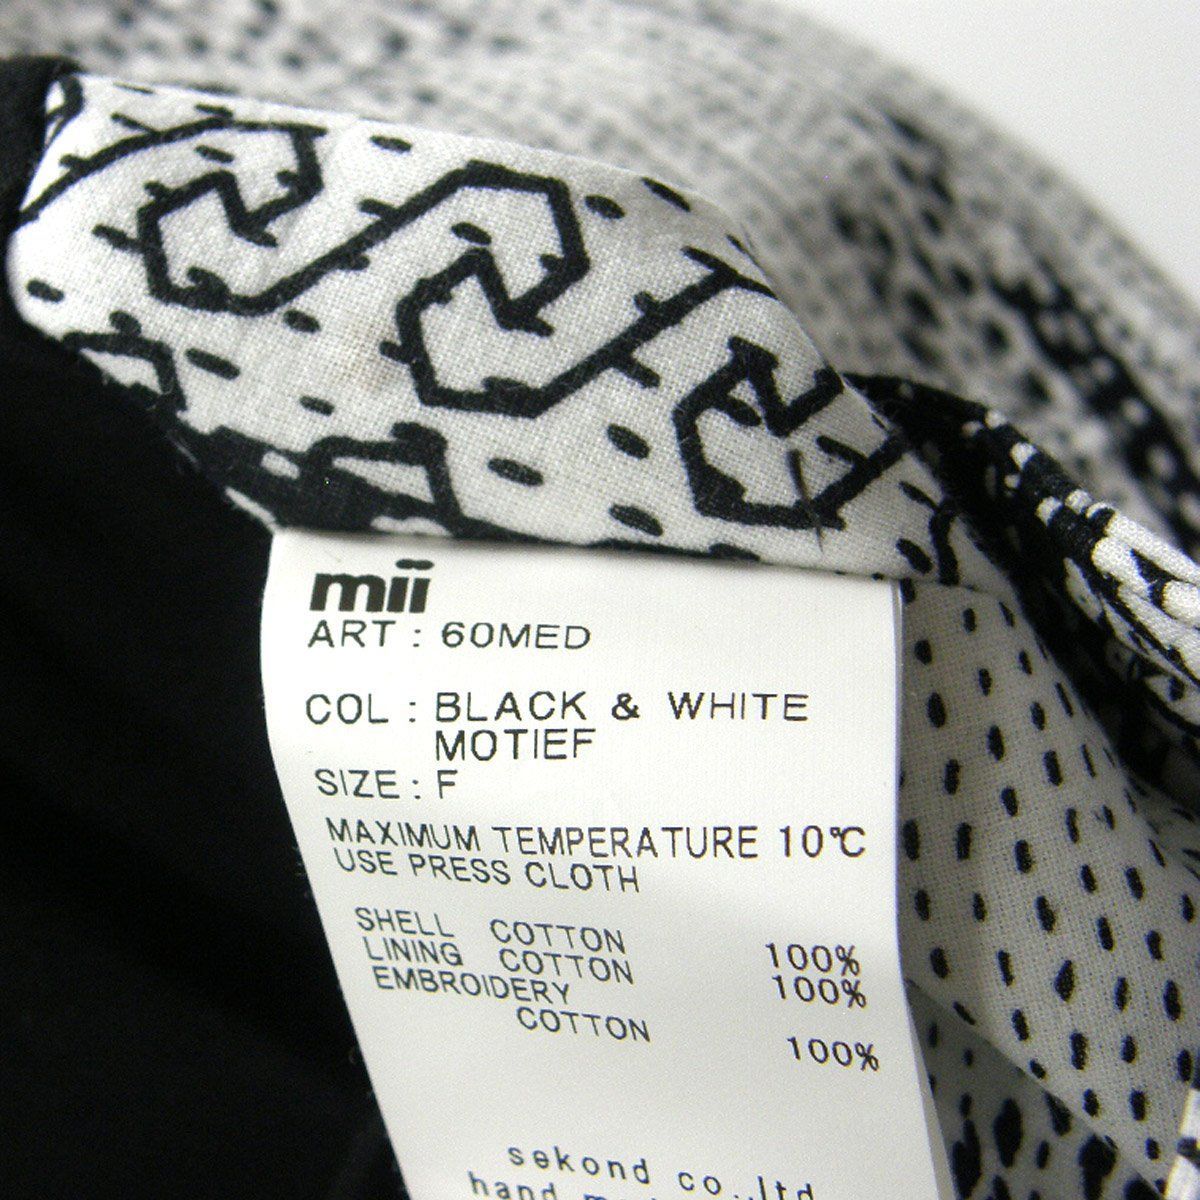 mii
ART : 60MED
COL : BLACK & WHITE
MOTIEF
SIZE : F
MAXIMUM TEMPERATURE 10℃
USE PRESS CLOTH
SHELL COTTON 100%
LINING COTTON 100%
EMBROIDERY
COTTON 100%
sekond co.,ltd
hand